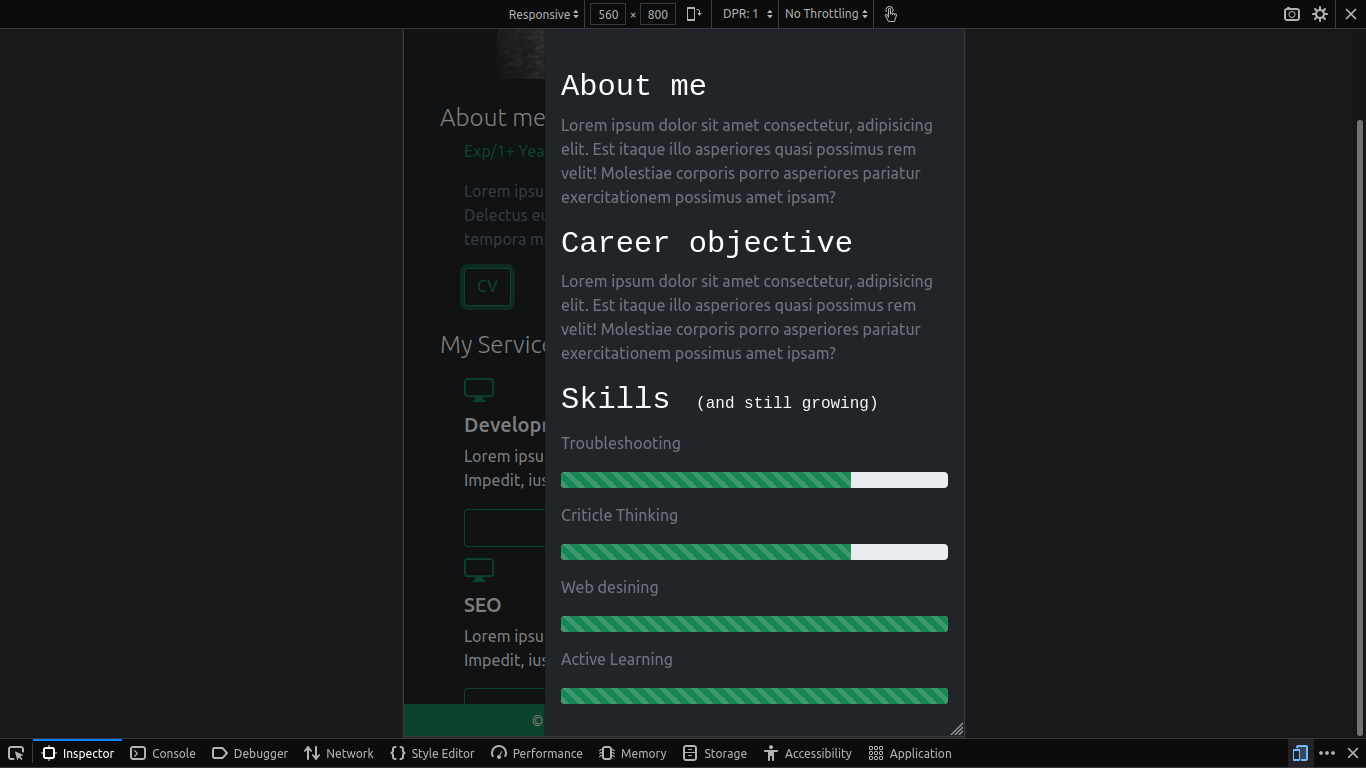 Responsive 560 × 800 DPR: 1 No Throttling
About me
Exp/1+ Yea
Lorem ipsu
Delectus eu
tempora m
CV
My Service
Develop
Lorem ipsu
Impedit, ius
SEO
Lorem ipsu
Impedit, ius
©
About me
Lorem ipsum dolor sit amet consectetur, adipisicing
elit. Est itaque illo asperiores quasi possimus rem
velit! Molestiae corporis porro asperiores pariatur
exercitationem possimus amet ipsam?
Career objective
Lorem ipsum dolor sit amet consectetur, adipisicing
elit. Est itaque illo asperiores quasi possimus rem
velit! Molestiae corporis porro asperiores pariatur
exercitationem possimus amet ipsam?
Skills (and still growing)
Troubleshooting
Criticle Thinking
Web desining
Active Learning
Inspector Console Debugger Network Style Editor Performance Memory Storage Accessibility Application